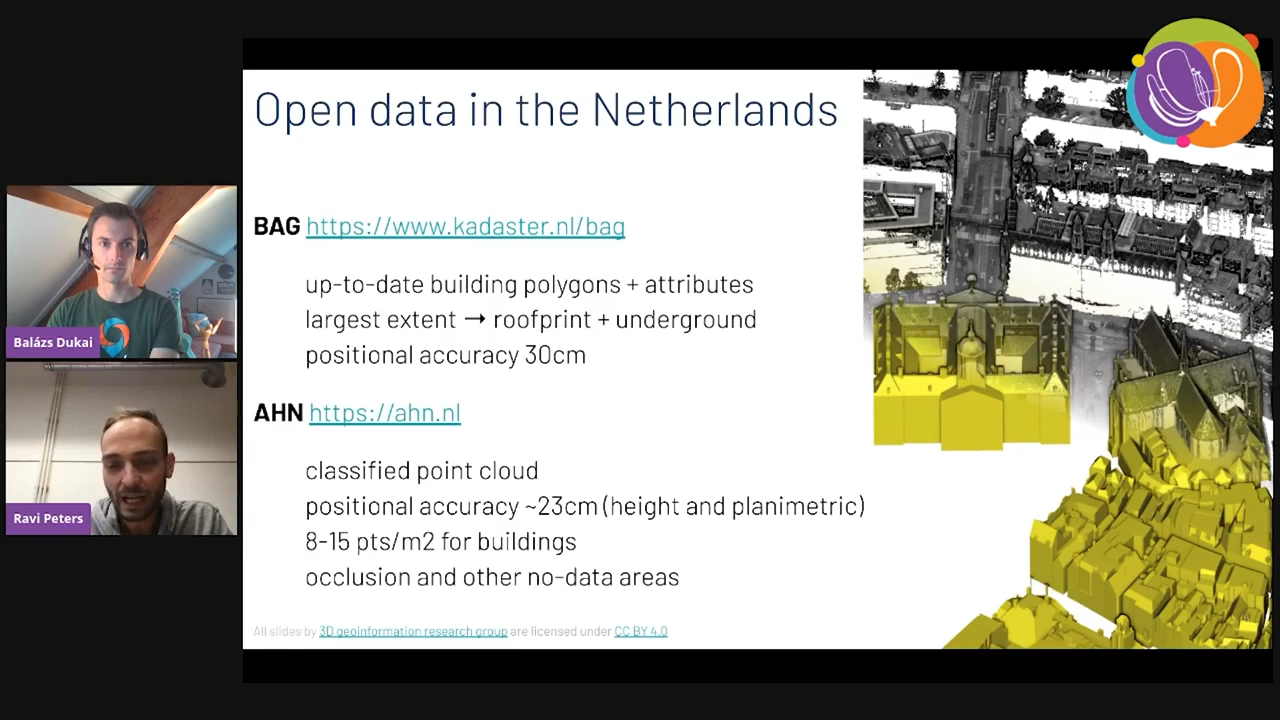 Open data in the Netherlands
BAG https://www.kadaster.nl/bag
up-to-date building polygons + attributes
largest extent → roofprint + underground
positional accuracy 30cm
AHN https://ahn.nl
classified point cloud
positional accuracy ~23cm (height and planimetric)
8-15 pts/m2 for buildings
occlusion and other no-data areas
All slides by 3D geoinformation research group are licensed under CC BY 4.0
Balázs Dukai
Ravi Peters